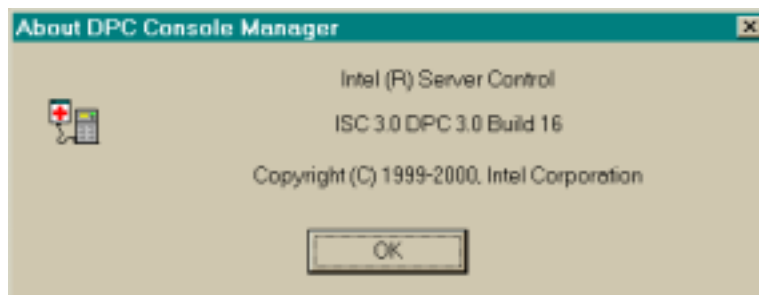 About DPC Console Manager
Intel (R) Server Control
ISC 3.0 DPC 3.0 Build 16
Copyright (C) 1999-2000, Intel Corporation
OK